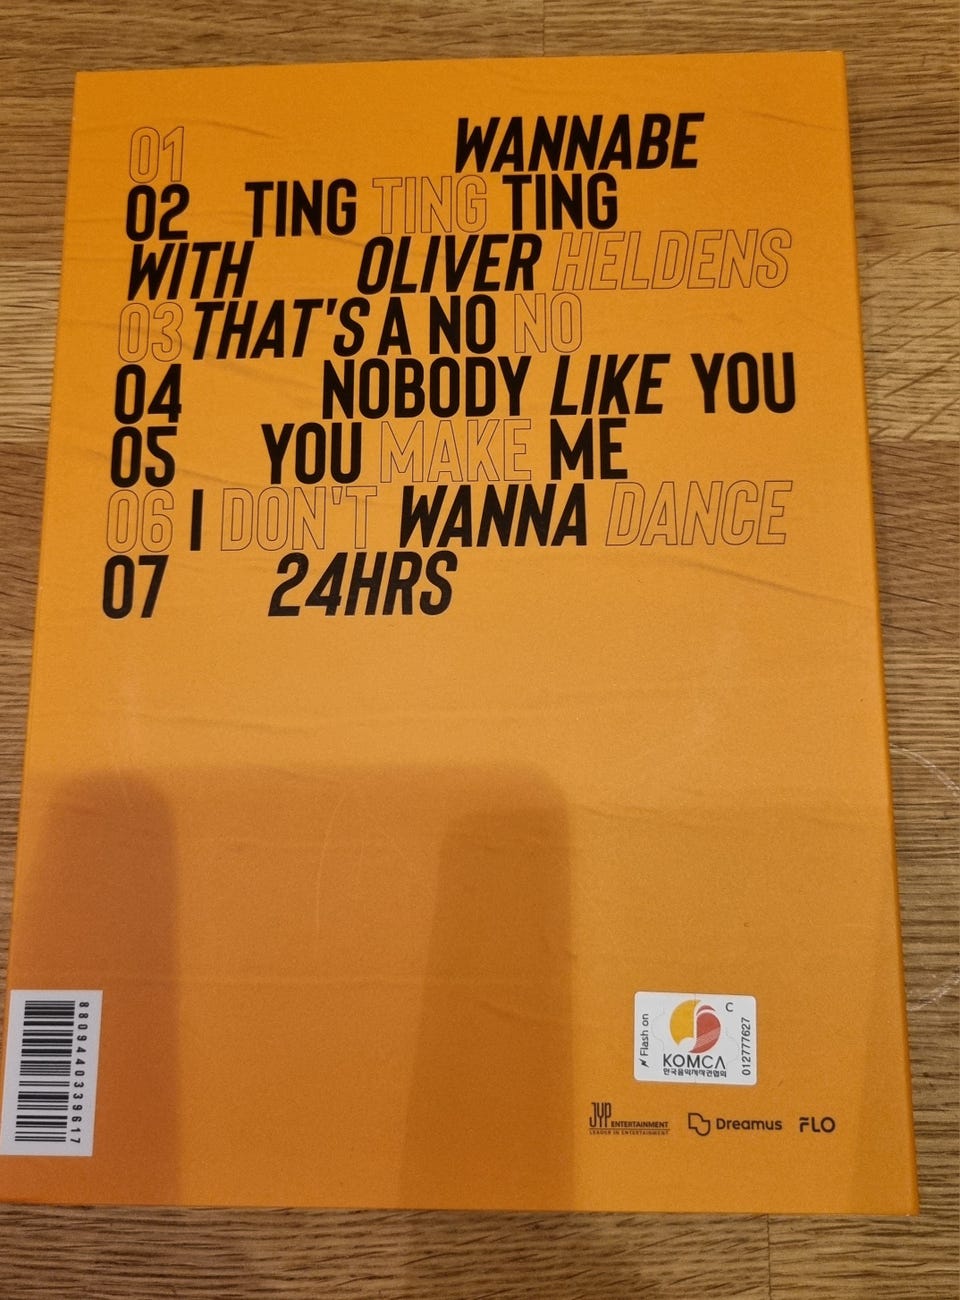 01 WANNABE
02 TING TING TING
WITH OLIVER HELDENS
03 THAT'S A NO NO
04 NOBODY LIKE YOU
05 YOU MAKE ME
06 I DON'T WANNA DANCE
07 24HRS
8809440339617
Flash on
C
KOMCA
한국음악저작권협회
012777627
JYP ENTERTAINMENT
LEADER IN ENTERTAINMENT
Dreamus
FLO